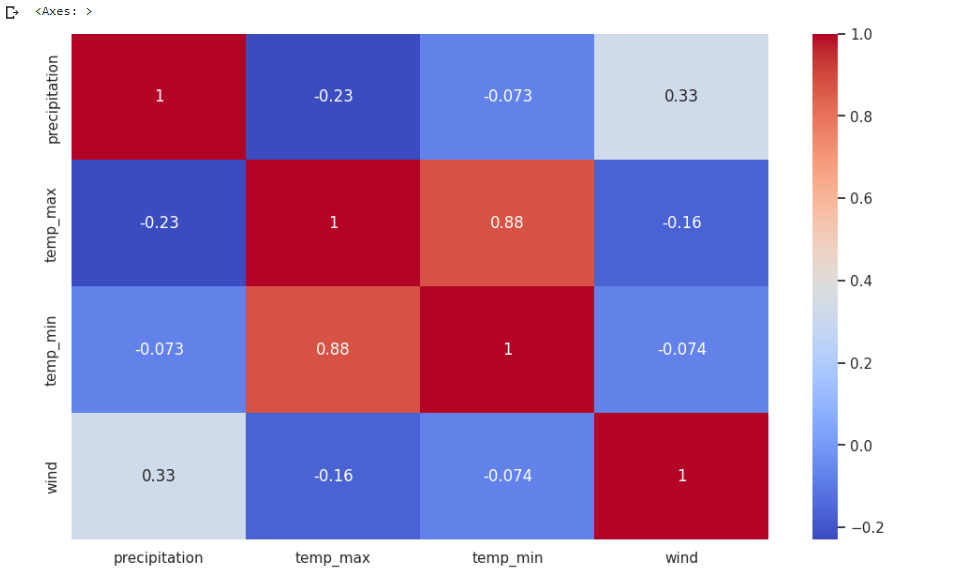 <Axes: >
precipitation 1 -0.23 -0.073 0.33
temp_max -0.23 1 0.88 -0.16
temp_min -0.073 0.88 1 -0.074
wind 0.33 -0.16 -0.074 1
precipitation temp_max temp_min wind
1.0
0.8
0.6
0.4
0.2
0.0
−0.2